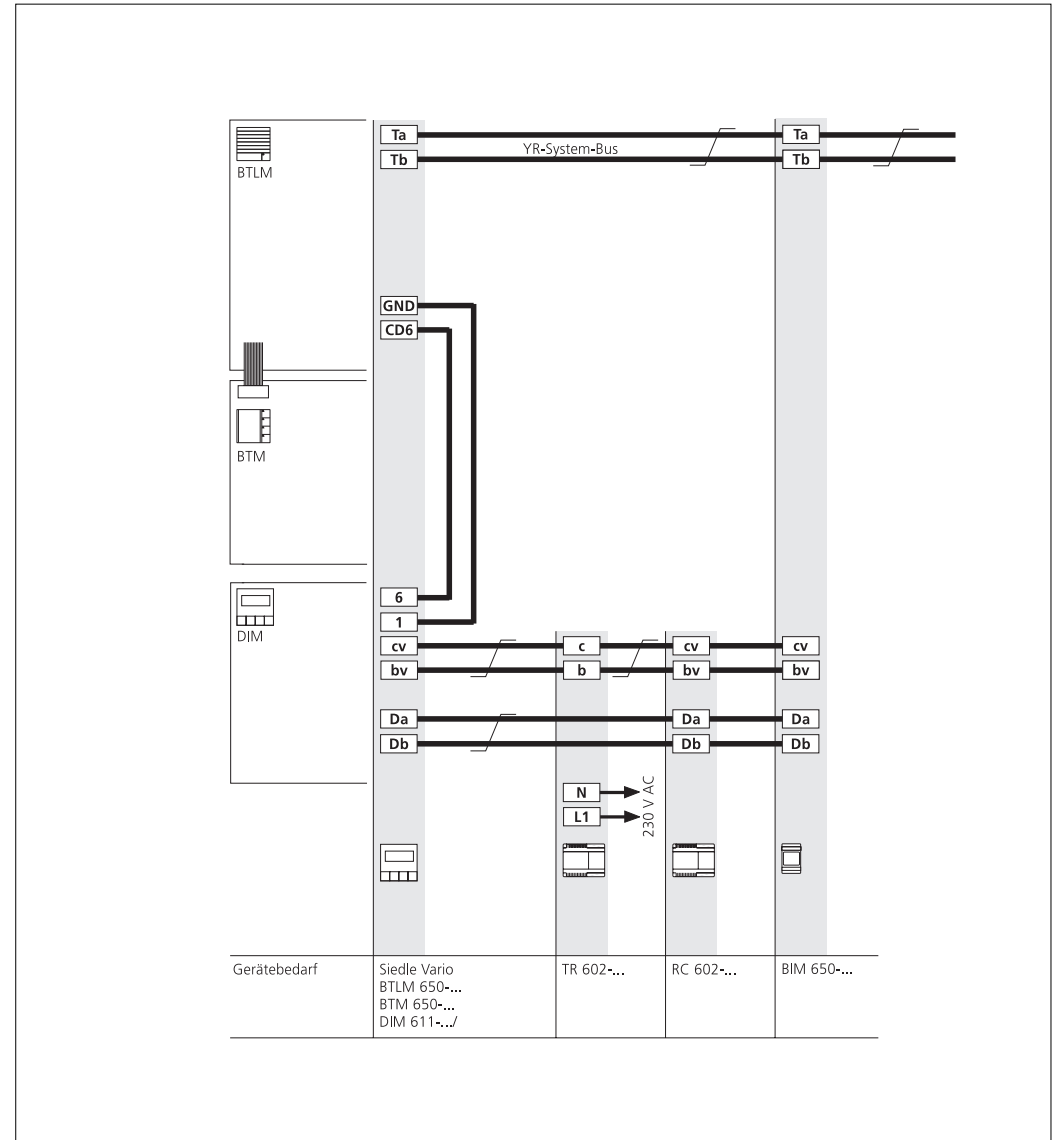 Ta
Ta
YR-System-Bus
Tb
Tb
BTLM
GND
CD6
BTM
6
DIM
1
cv
c
cv
cv
bv
b
bv
bv
Da
Da
Da
Db
Db
Db
N
L1
230 V AC
Gerätebedarf
Siedle Vario
BTLM 650-...
BTM 650-...
DIM 611-.../
TR 602-...
RC 602-...
BIM 650-...